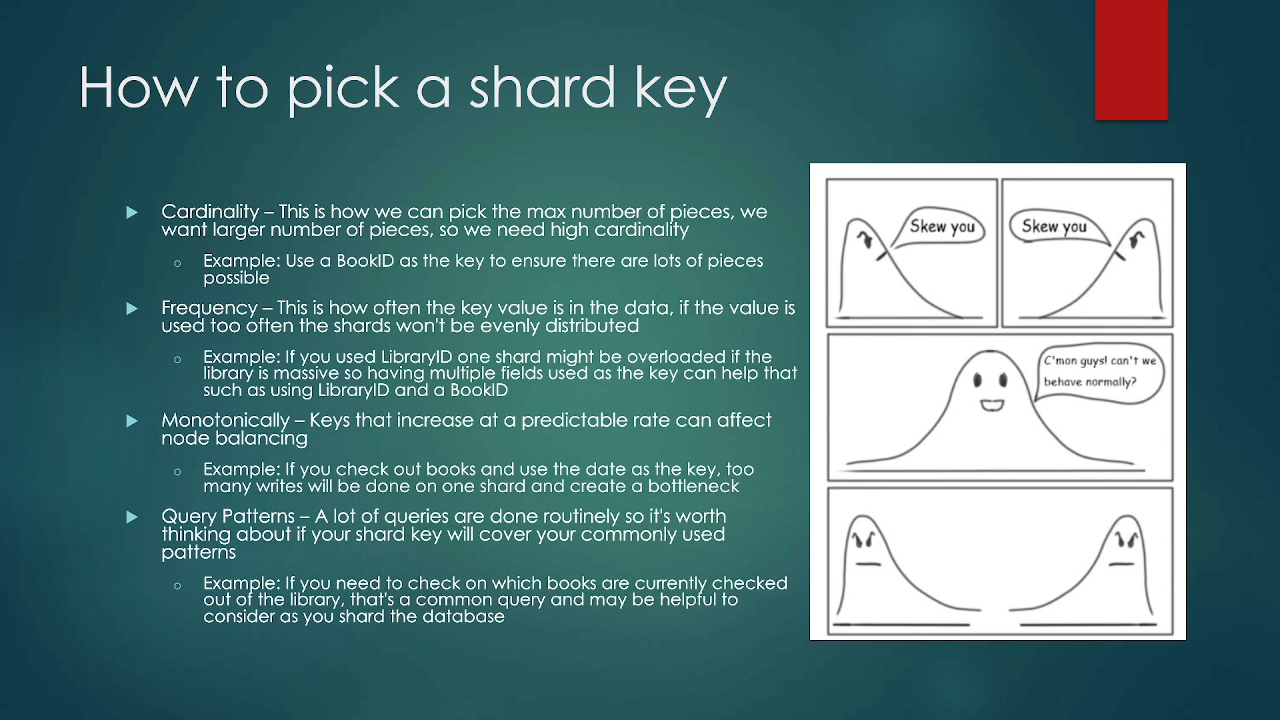 How to pick a shard key
Cardinality – This is how we can pick the max number of pieces, we
want larger number of pieces, so we need high cardinality
Example: Use a BookID as the key to ensure there are lots of pieces
possible
Frequency – This is how often the key value is in the data, if the value is
used too often the shards won't be evenly distributed
Example: If you used LibraryID one shard might be overloaded if the
library is massive so having multiple fields used as the key can help that
such as using LibraryID and a BookID
Monotonically – Keys that increase at a predictable rate can affect
node balancing
Example: If you check out books and use the date as the key, too
many writes will be done on one shard and create a bottleneck
Query Patterns – A lot of queries are done routinely so it's worth
thinking about if your shard key will cover your commonly used
patterns
Example: If you need to check on which books are currently checked
out of the library, that's a common query and may be helpful to
consider as you shard the database
Skew you
Skew you
C'mon guys! can't we
behave normally?